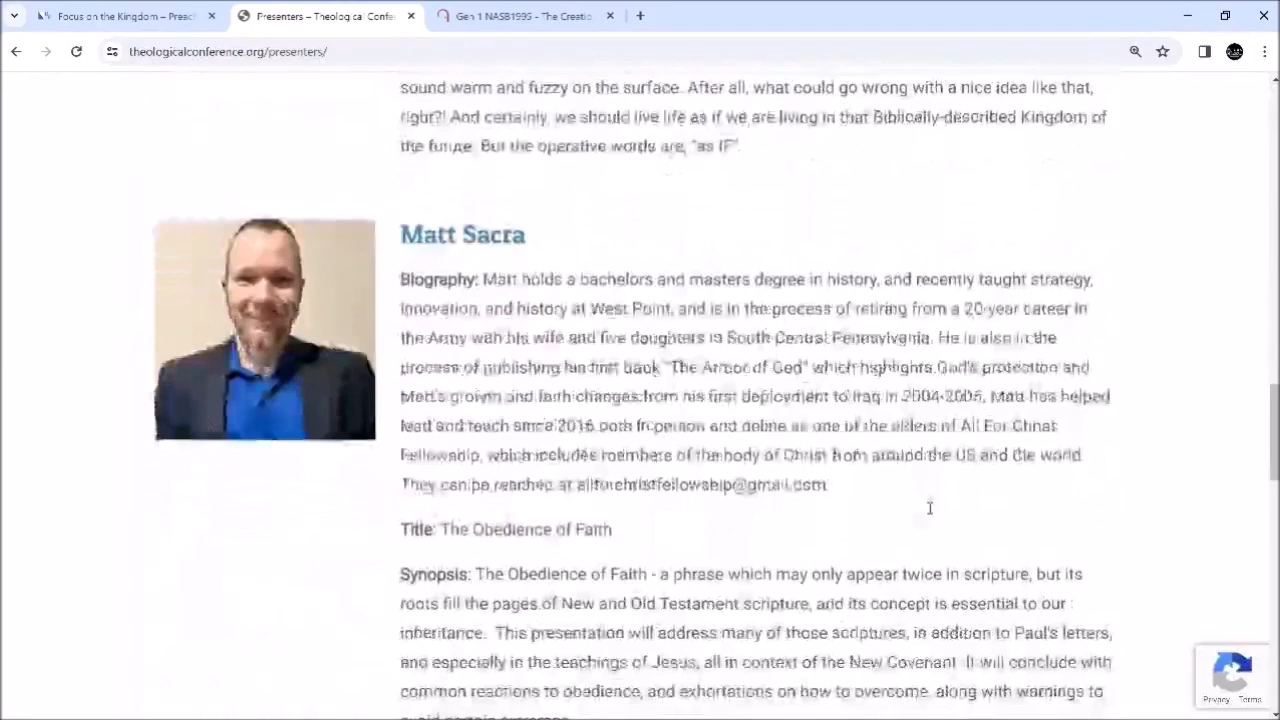 Focus on the Kingdom – Preach
Presenters – Theological Confe
Gen 1 NASB1995 - The Creatio
theologicalconference.org/presenters/
sound warm and fuzzy on the surface. After all, what could go wrong with a nice idea like that,
right?! And certainly, we should live life as if we are living in that Biblically-described Kingdom of
the future. But the operative words are, "as IF".
Matt Sacra
Biography: Matt holds a bachelors and masters degree in history, and recently taught strategy,
innovation, and history at West Point, and is in the process of retiring from a 20-year career in
the Army with his wife and five daughters in South Central Pennsylvania. He is also in the
process of publishing his first book "The Armor of God" which highlights God's protection and
Matt's growth and faith changes from his first deployment to Iraq in 2004-2005. Matt has helped
lead and teach since 2016 both in person and online as one of the elders of All For Christ
Fellowship, which includes members of the body of Christ from around the US and the world.
They can be reached at allforchristfellowship@gmail.com
Title: The Obedience of Faith
Synopsis: The Obedience of Faith - a phrase which may only appear twice in scripture, but its
roots fill the pages of New and Old Testament scripture, and its concept is essential to our
inheritance. This presentation will address many of those scriptures, in addition to Paul's letters,
and especially in the teachings of Jesus, all in context of the New Covenant. It will conclude with
common reactions to obedience, and exhortations on how to overcome, along with warnings to
Privacy - Terms